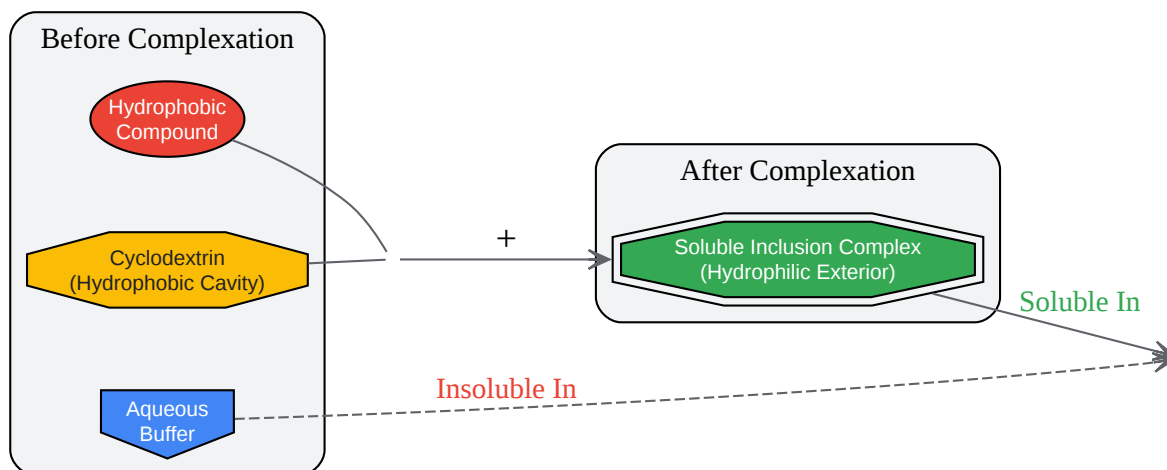 Before Complexation
Hydrophobic
Compound
Cyclodextrin
(Hydrophobic Cavity)
Aqueous
Buffer
+
After Complexation
Soluble Inclusion Complex
(Hydrophilic Exterior)
Soluble In
Insoluble In